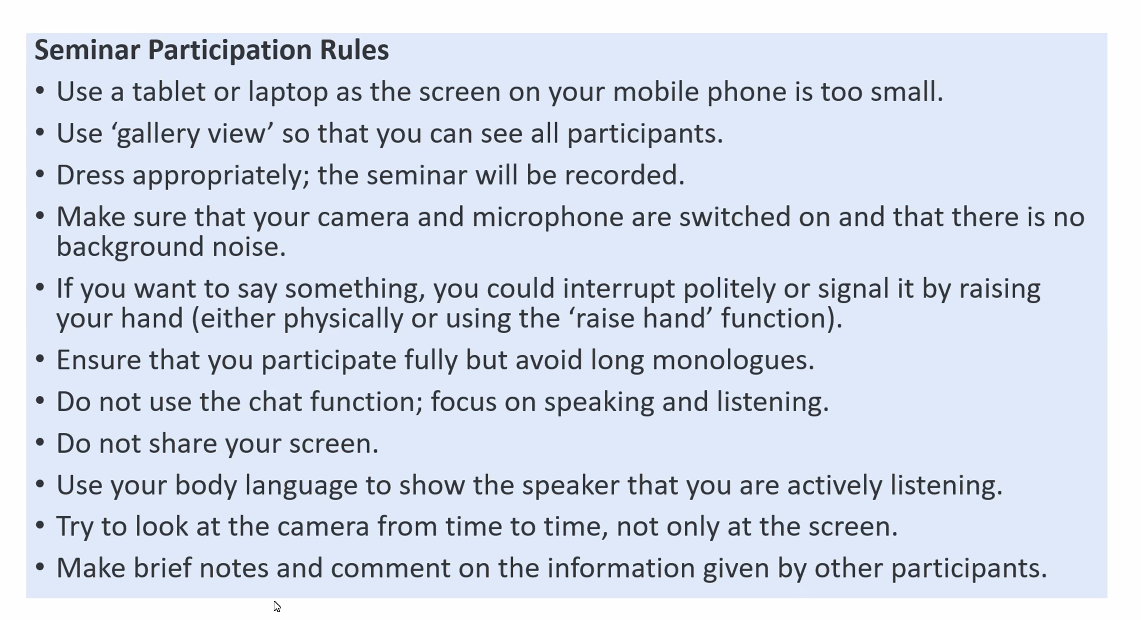 Seminar Participation Rules
• Use a tablet or laptop as the screen on your mobile phone is too small.
• Use ‘gallery view’ so that you can see all participants.
• Dress appropriately; the seminar will be recorded.
• Make sure that your camera and microphone are switched on and that there is no
background noise.
• If you want to say something, you could interrupt politely or signal it by raising
your hand (either physically or using the ‘raise hand’ function).
• Ensure that you participate fully but avoid long monologues.
• Do not use the chat function; focus on speaking and listening.
• Do not share your screen.
• Use your body language to show the speaker that you are actively listening.
• Try to look at the camera from time to time, not only at the screen.
• Make brief notes and comment on the information given by other participants.